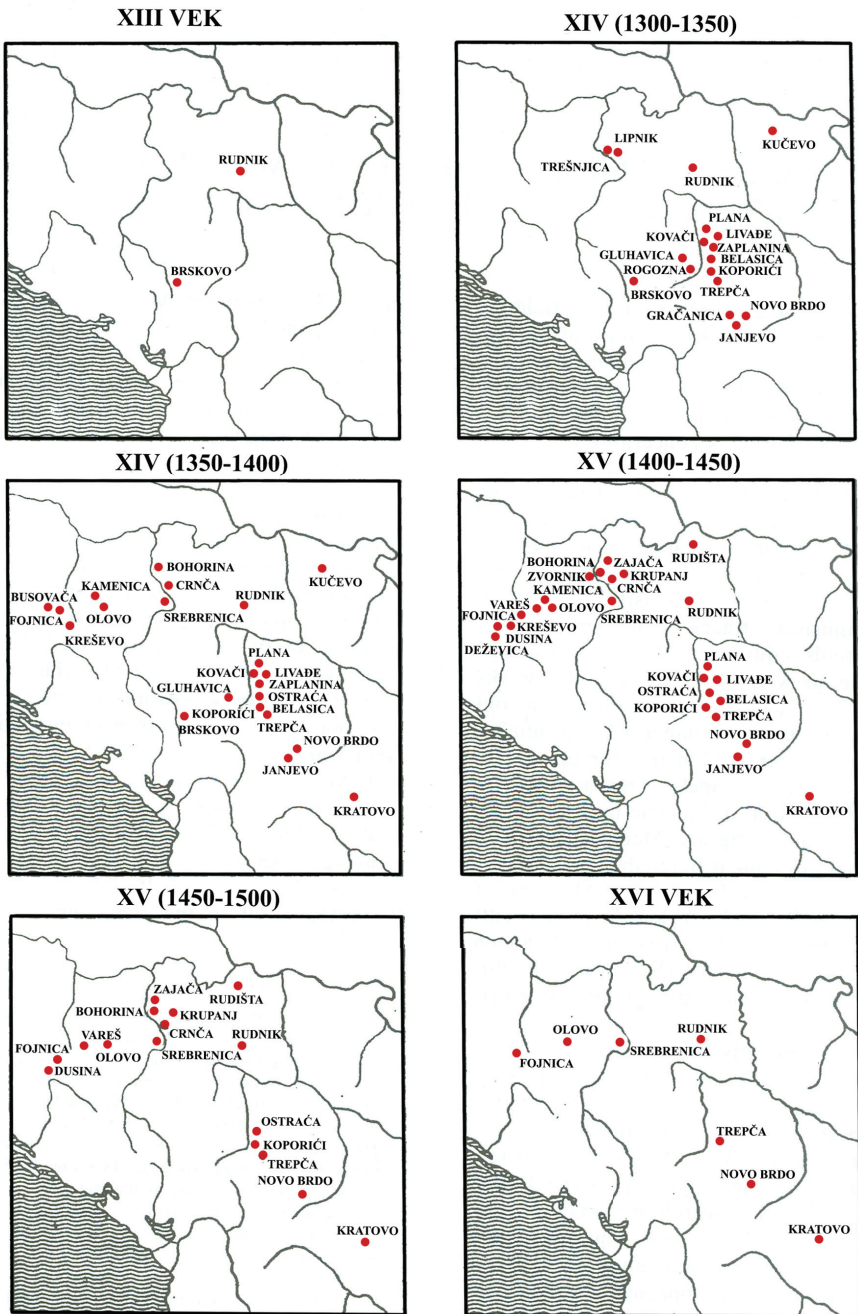 XIII VEK
RUDNIK
BRSKOVO
XIV (1300-1350)
KUČEVO
LIPNIK
TREŠNJICA
RUDNIK
PLANA
KOVAČI
LIVAĐE
ZAPLANINA
GLUHAVICA
BELASICA
ROGOZNA
KOPORIĆI
BRSKOVO
TREPČA
GRAČANICA
NOVO BRDO
JANJEVO
XIV (1350-1400)
BOHORINA
KUČEVO
CRNČA
KAMENICA
BUSOVAČA
RUDNIK
FOJNICA
OLOVO
SREBRENICA
KREŠEVO
PLANA
KOVAČI
LIVAĐE
ZAPLANINA
GLUHAVICA
OSTRAĆA
KOPORIĆI
BELASICA
BRSKOVO
TREPČA
NOVO BRDO
JANJEVO
KRATOVO
XV (1400-1450)
RUDIŠTA
BOHORINA
ZAJAČA
ZVORNIK
KRUPANJ
KAMENICA
CRNČA
VAREŠ
OLOVO
SREBRENICA
RUDNIK
FOJNICA
KREŠEVO
DUSINA
DEŽEVICA
PLANA
KOVAČI
LIVAĐE
OSTRAĆA
BELASICA
KOPORIĆI
TREPČA
NOVO BRDO
JANJEVO
KRATOVO
XV (1450-1500)
ZAJAČA
RUDIŠTA
BOHORINA
KRUPANJ
CRNČA
VAREŠ
RUDNIK
FOJNICA
OLOVO
SREBRENICA
DUSINA
OSTRAĆA
KOPORIĆI
TREPČA
NOVO BRDO
KRATOVO
XVI VEK
OLOVO
RUDNIK
SREBRENICA
FOJNICA
TREPČA
NOVO BRDO
KRATOVO